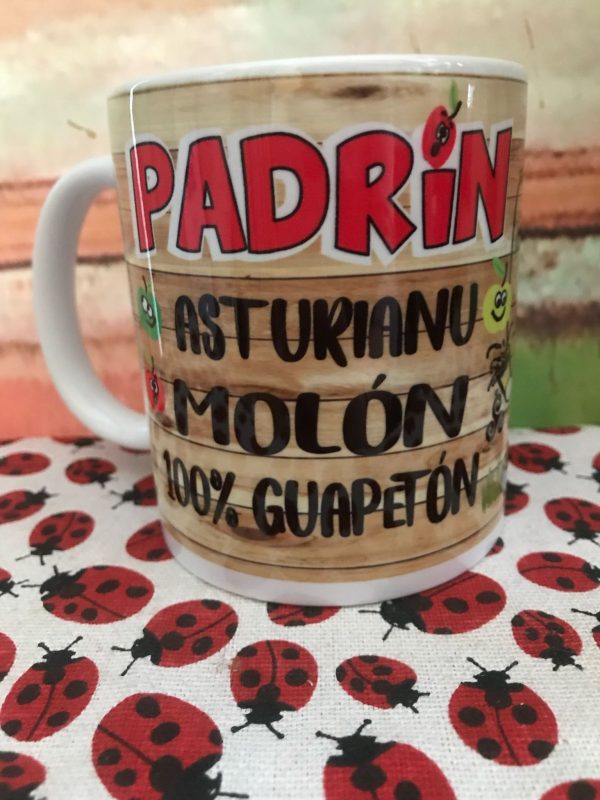 PADRiN
ASTURIANU
MOLÓN
100% GUAPETÓN